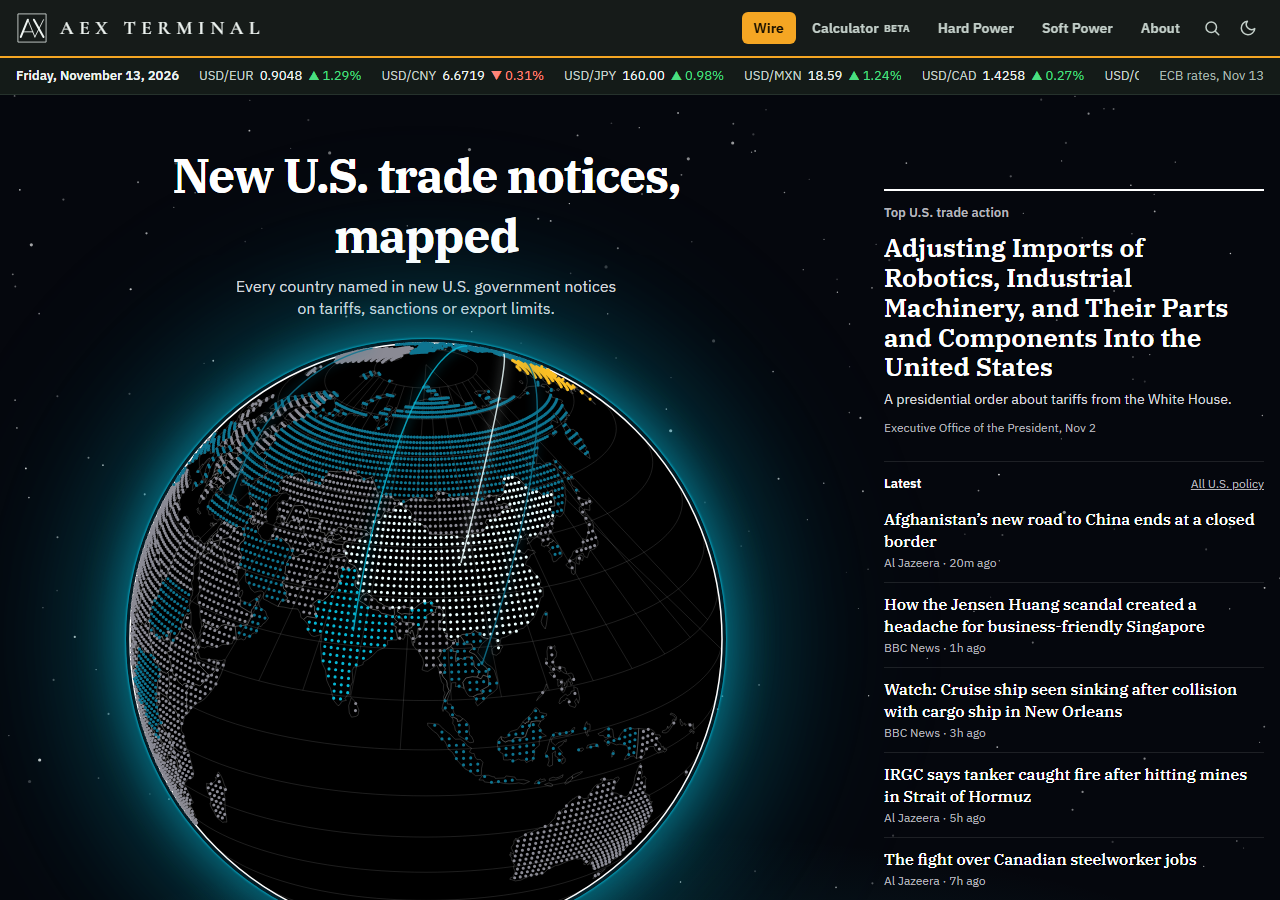 AEX TERMINAL
Wire
Calculator BETA
Hard Power
Soft Power
About
Friday, November 13, 2026 USD/EUR 0.9048 ▲ 1.29% USD/CNY 6.6719 ▼ 0.31% USD/JPY 160.00 ▲ 0.98% USD/MXN 18.59 ▲ 1.24% USD/CAD 1.4258 ▲ 0.27% ECB rates, Nov 13
New U.S. trade notices,
mapped
Every country named in new U.S. government notices
on tariffs, sanctions or export limits.
Top U.S. trade action
Adjusting Imports of
Robotics, Industrial
Machinery, and Their Parts
and Components Into the
United States
A presidential order about tariffs from the White House.
Executive Office of the President, Nov 2
Latest
All U.S. policy
Afghanistan’s new road to China ends at a closed
border
Al Jazeera · 20m ago
How the Jensen Huang scandal created a
headache for business-friendly Singapore
BBC News · 1h ago
Watch: Cruise ship seen sinking after collision
with cargo ship in New Orleans
BBC News · 3h ago
IRGC says tanker caught fire after hitting mines
in Strait of Hormuz
Al Jazeera · 5h ago
The fight over Canadian steelworker jobs
Al Jazeera · 7h ago